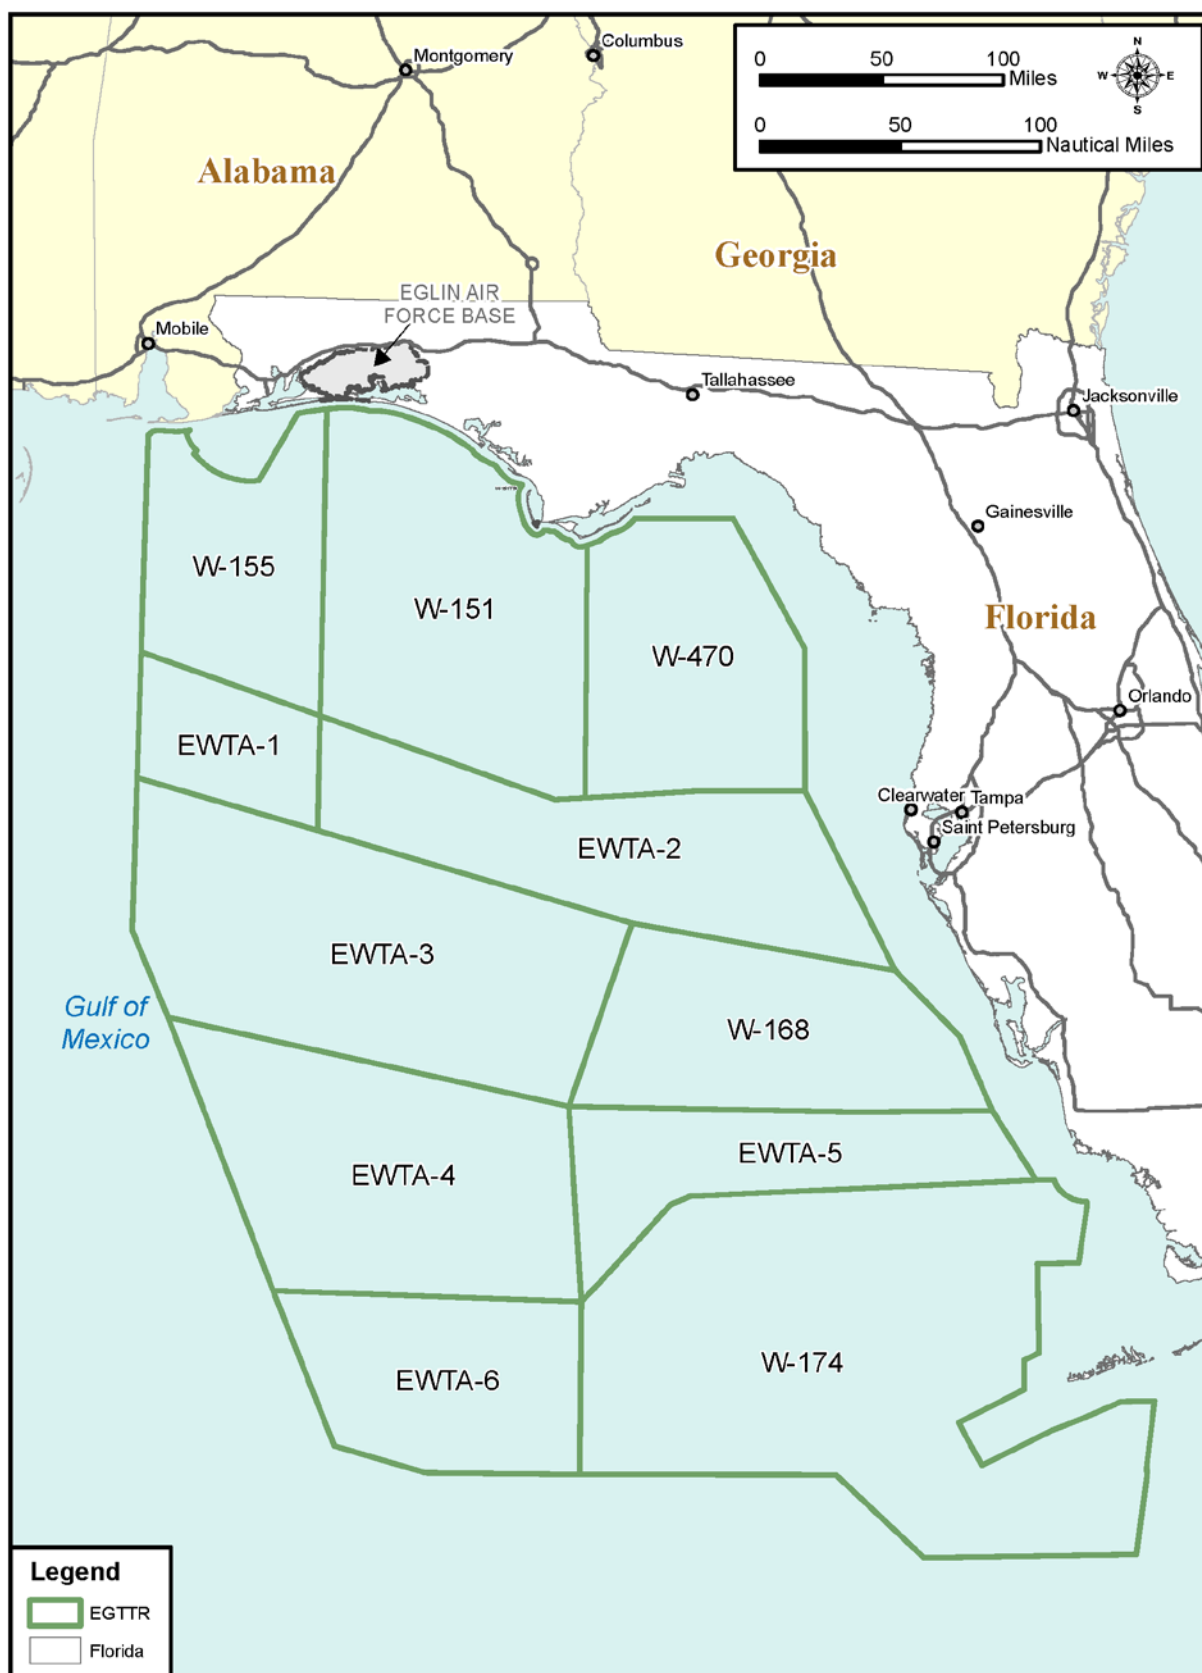 Montgomery
Columbus
0 50 100
Miles
0 50 100
Nautical Miles
N
W E
S
Alabama
Georgia
EGLIN AIR
FORCE BASE
Mobile
Tallahassee
Jacksonville
Gainesville
W-155
W-151
Florida
W-470
Orlando
EWTA-1
Clearwater
Tampa
Saint Petersburg
EWTA-2
EWTA-3
Gulf of
Mexico
W-168
EWTA-5
EWTA-4
W-174
EWTA-6
Legend
EGTTR
Florida